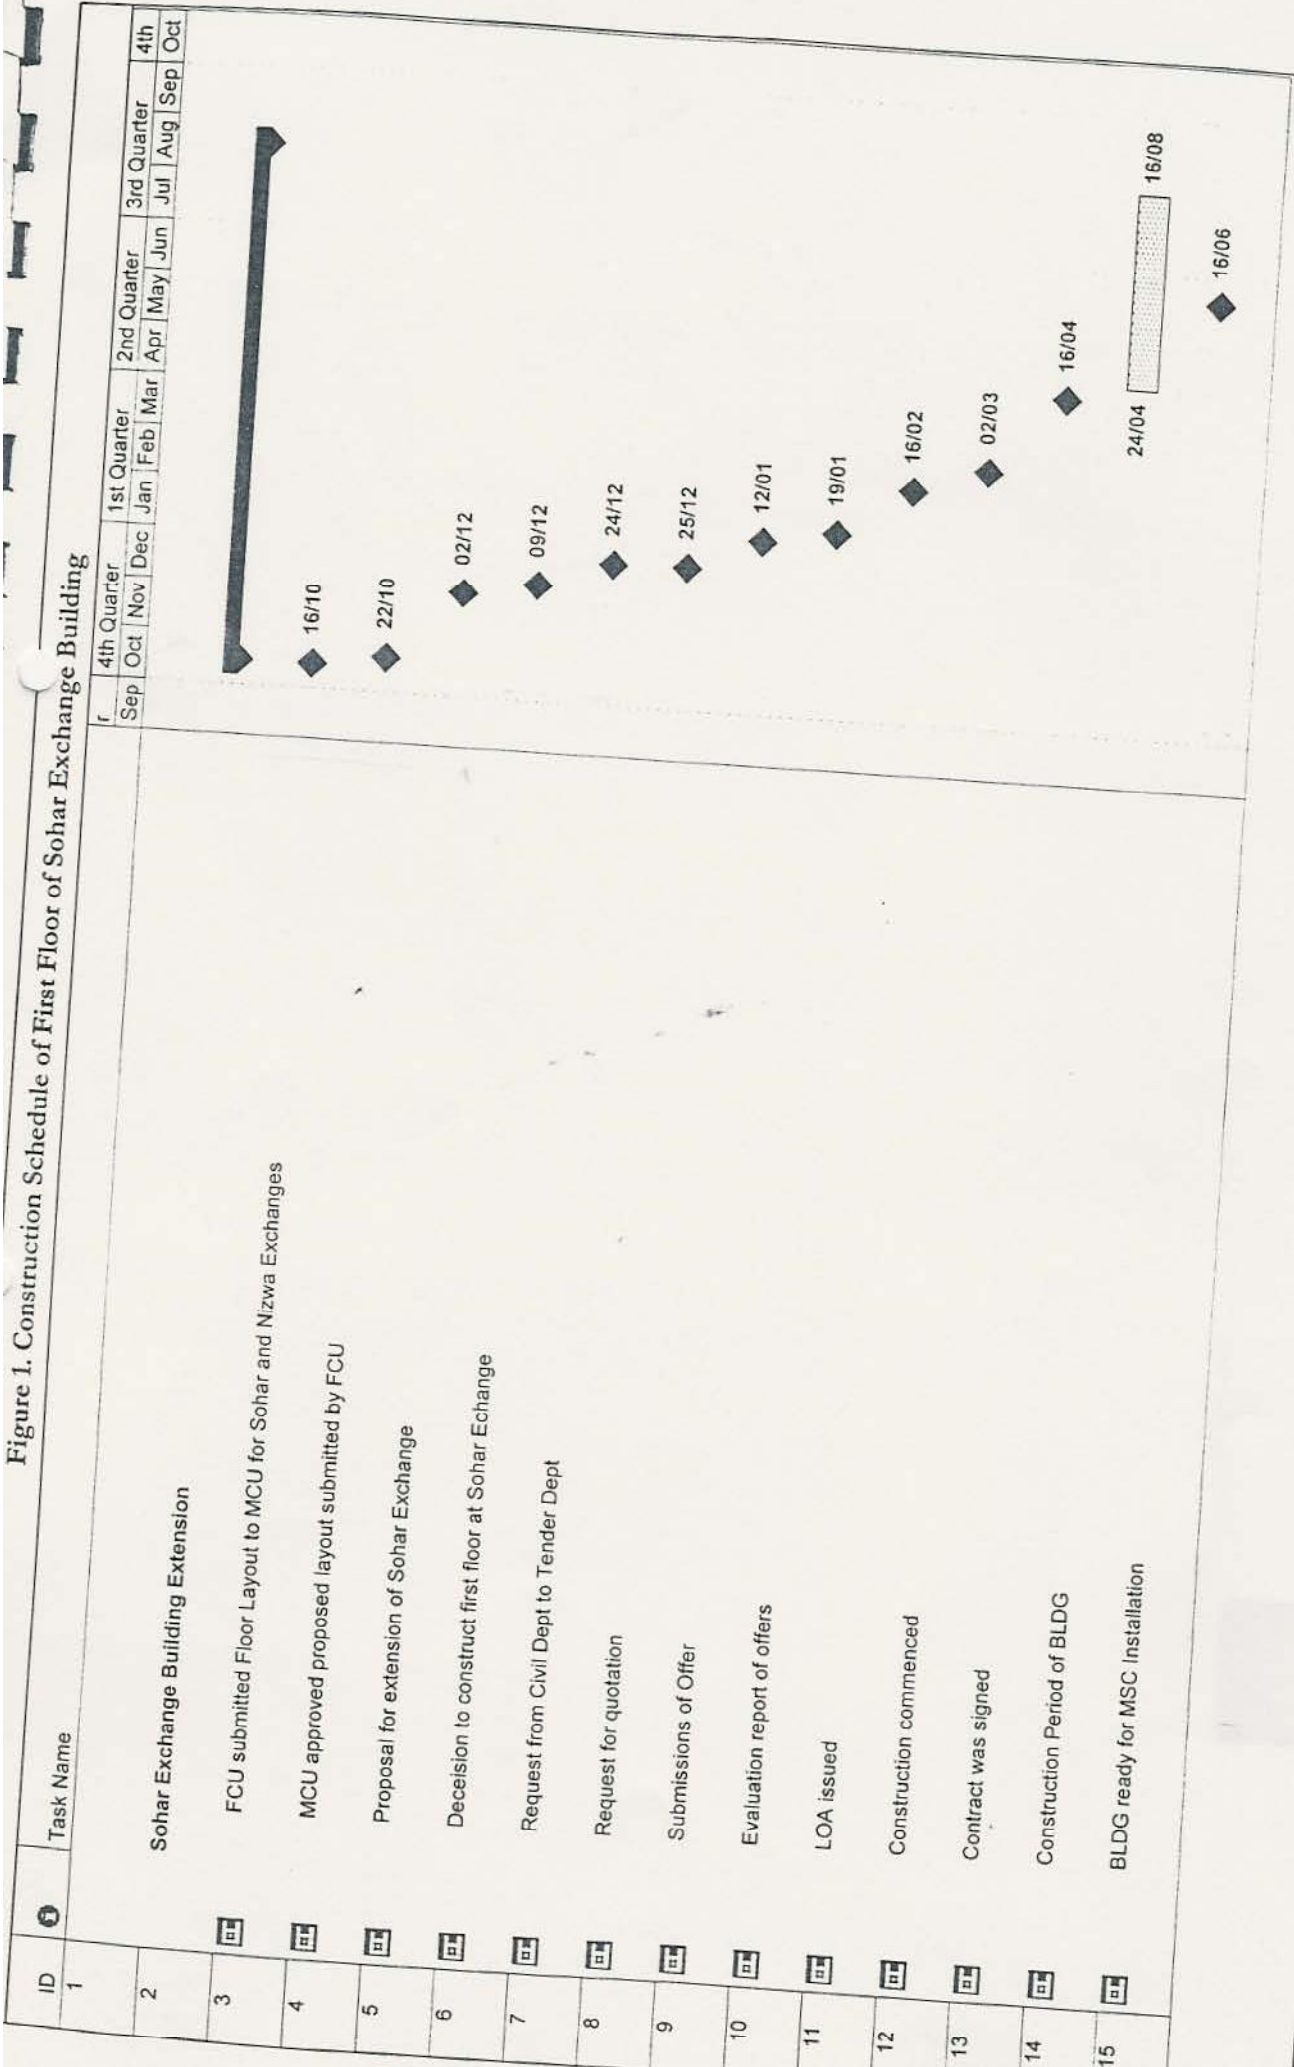 Figure 1. Construction Schedule of First Floor of Sohar Exchange Building
r 4th Quarter 1st Quarter 2nd Quarter 3rd Quarter 4th
ID Task Name Sep Oct Nov Dec Jan Feb Mar Apr May Jun Jul Aug Sep Oct
1
2 Sohar Exchange Building Extension
3 FCU submitted Floor Layout to MCU for Sohar and Nizwa Exchanges 16/10
4 MCU approved proposed layout submitted by FCU 22/10
5 Proposal for extension of Sohar Exchange 02/12
6 Deceision to construct first floor at Sohar Echange 09/12
7 Request from Civil Dept to Tender Dept 24/12
8 Request for quotation 25/12
9 Submissions of Offer 12/01
10 Evaluation report of offers 19/01
11 LOA issued 16/02
12 Construction commenced 02/03
13 Contract was signed 16/04
14 Construction Period of BLDG 24/04 16/08
15 BLDG ready for MSC Installation 16/06